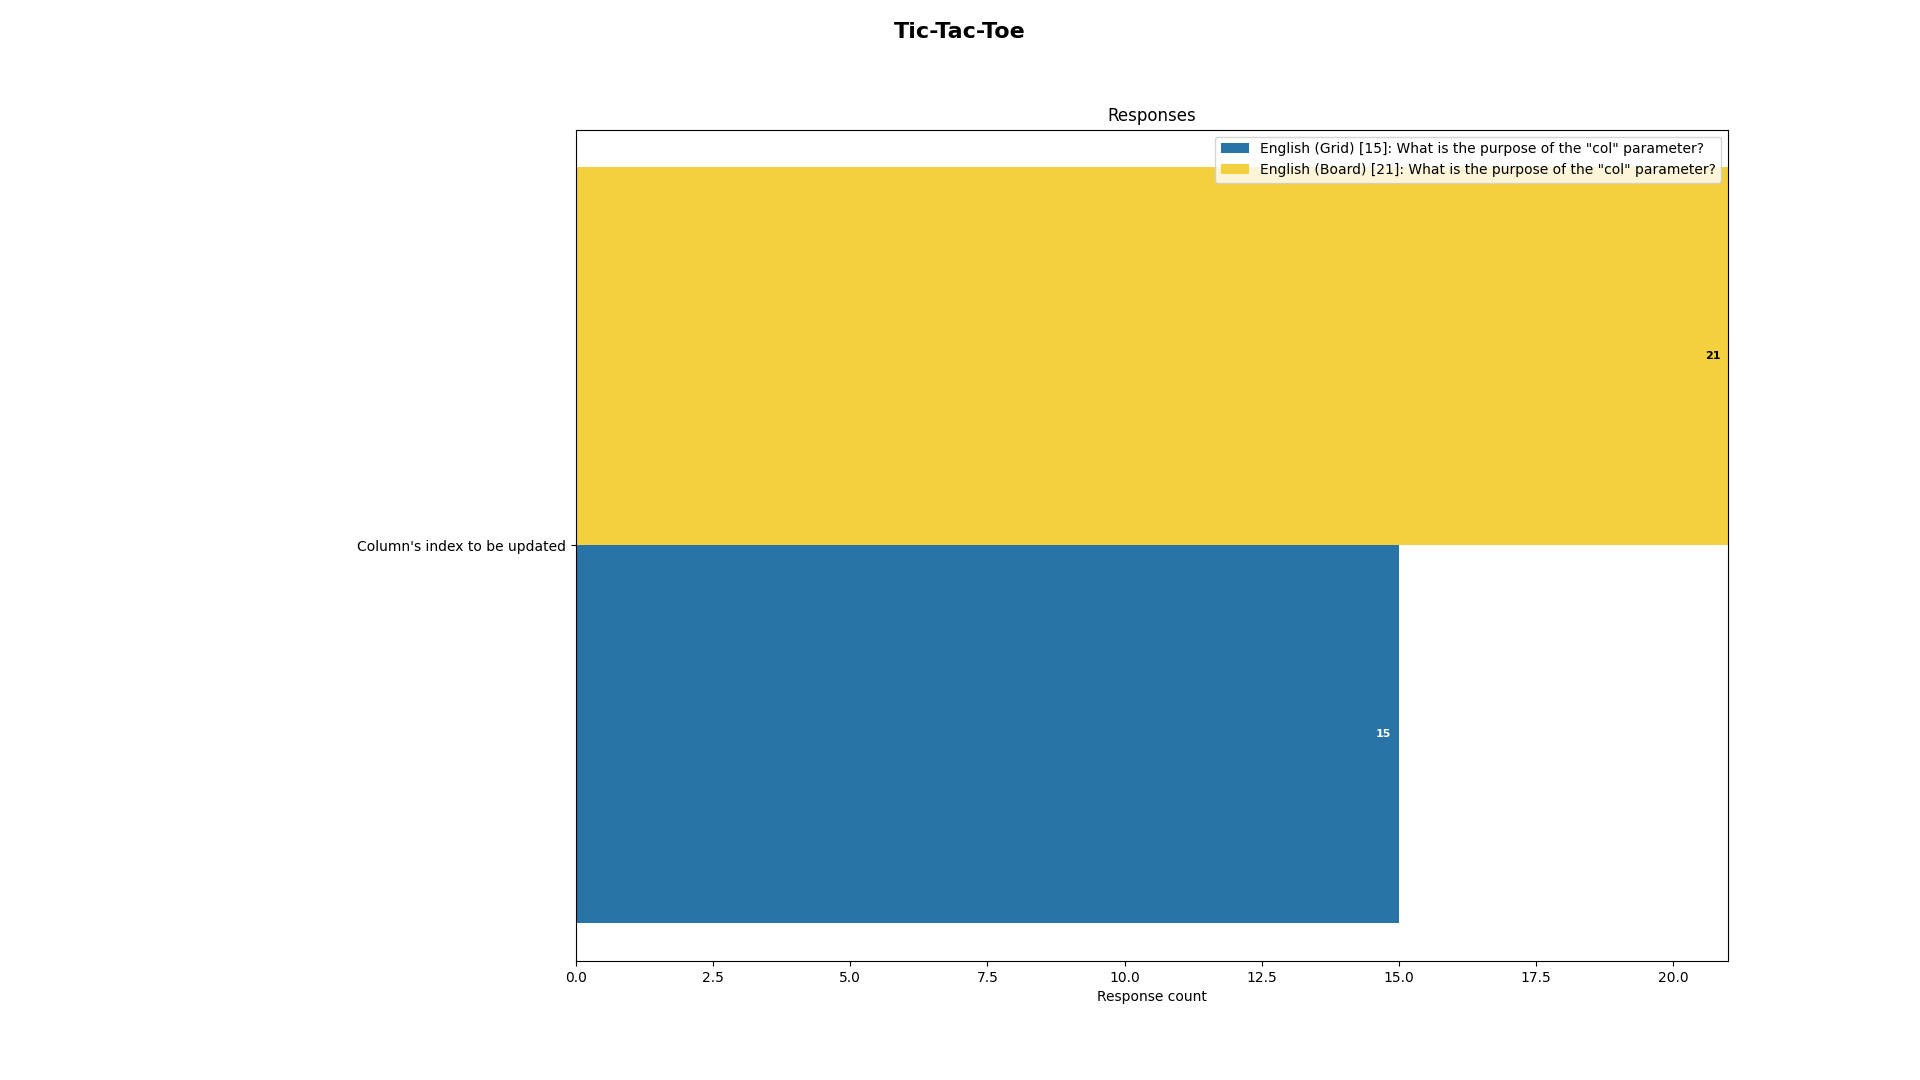 Tic-Tac-Toe
Responses
English (Grid) [15]: What is the purpose of the "col" parameter?
English (Board) [21]: What is the purpose of the "col" parameter?
21
Column's index to be updated
15
0.0 2.5 5.0 7.5 10.0 12.5 15.0 17.5 20.0
Response count